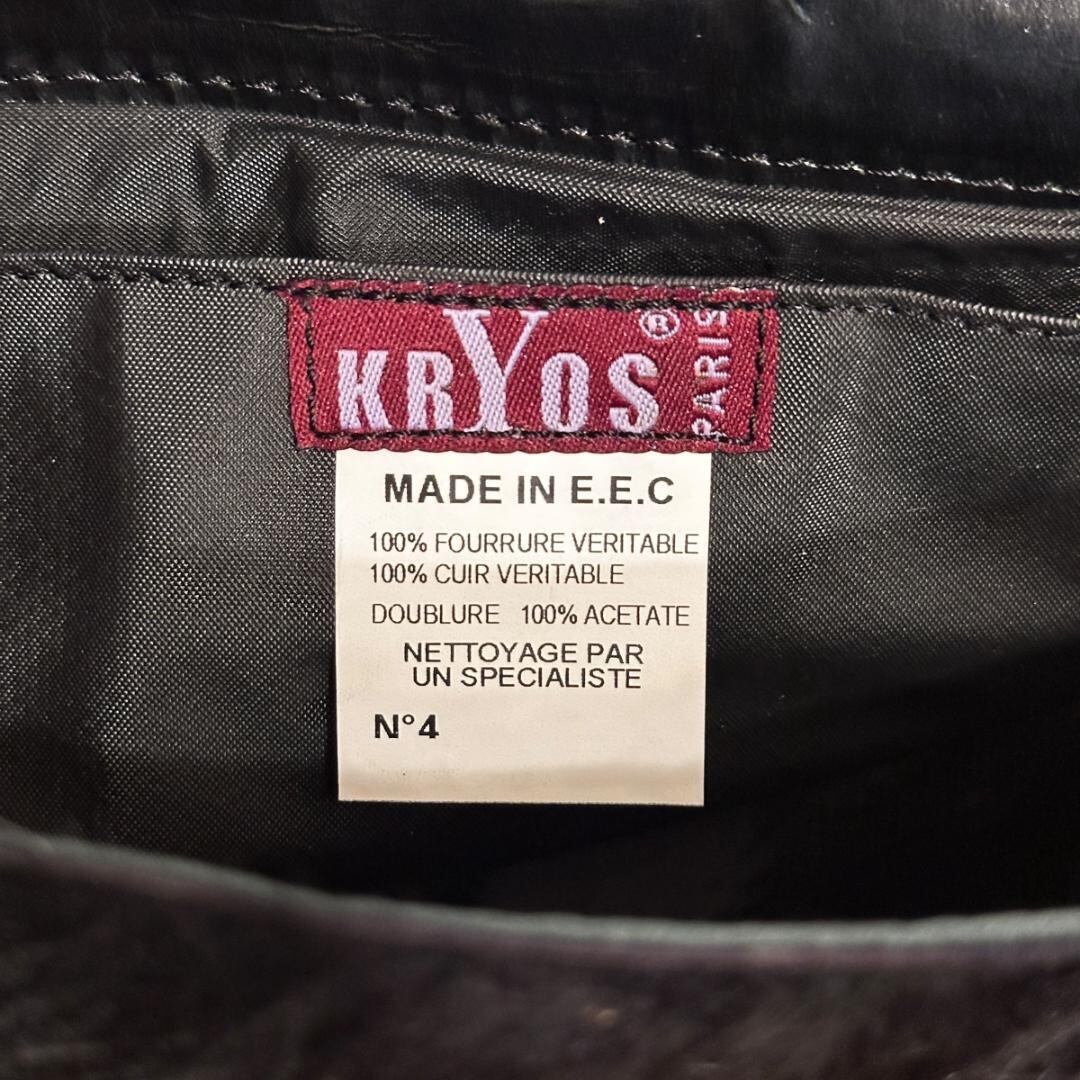 KRYOS ® PARIS
MADE IN E.E.C
100% FOURRURE VERITABLE
100% CUIR VERITABLE
DOUBLURE 100% ACETATE
NETTOYAGE PAR
UN SPECIALISTE
N°4